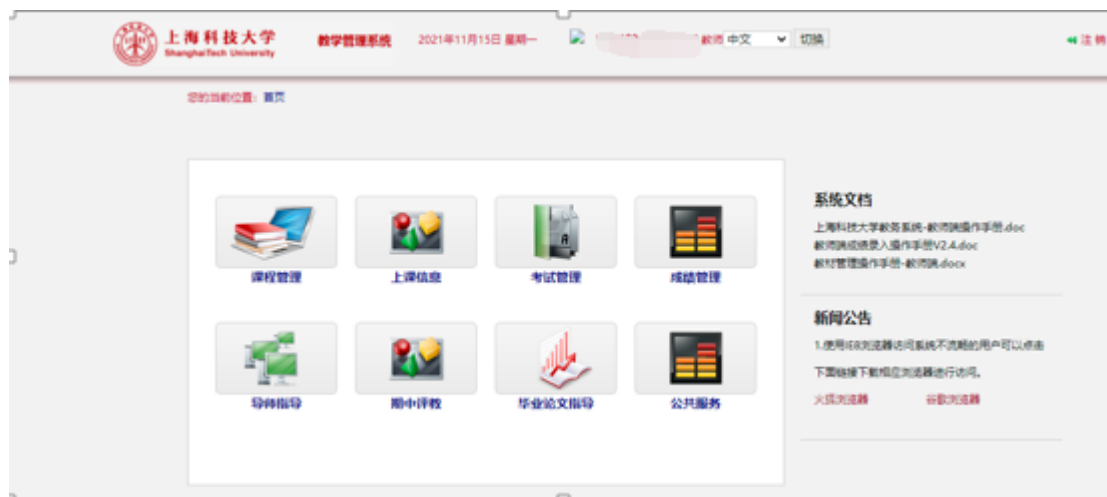 上海科技大学
ShanghaiTech University
教学管理系统 2021年11月15日 星期一 教师 中文 切换 注销
您的当前位置：首页
课程管理 上课信息 考试管理 成绩管理
导师指导 期中评教 毕业论文指导 公共服务
系统文档
上海科技大学教务系统-教师端操作手册.doc
教师端成绩录入操作手册V2.4.doc
教材管理操作手册-教师端.docx
新闻公告
1.使用IE8浏览器访问系统不流畅的用户可以点击
下面链接下载相应浏览器进行访问。
火狐浏览器 谷歌浏览器